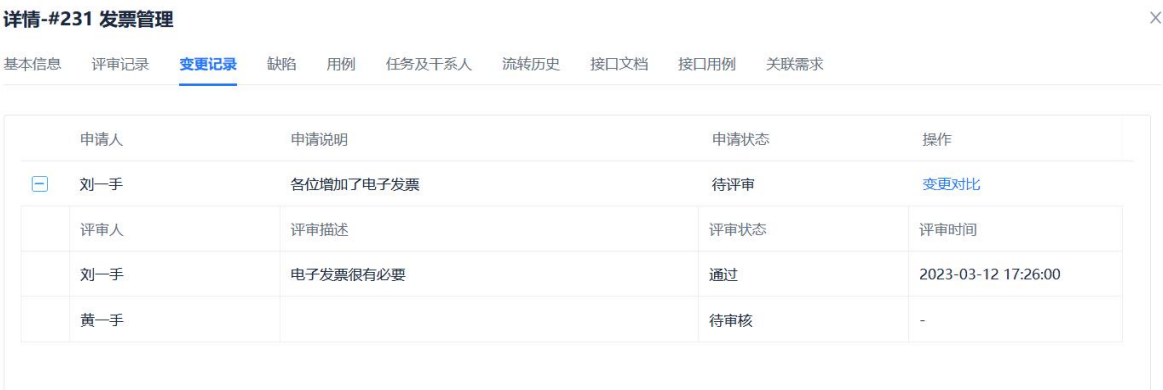 详情-#231 发票管理
基本信息 评审记录 变更记录 缺陷 用例 任务及干系人 流转历史 接口文档 接口用例 关联需求
申请人 申请说明 申请状态 操作
刘一手 各位增加了电子发票 待评审 变更对比
评审人 评审描述 评审状态 评审时间
刘一手 电子发票很有必要 通过 2023-03-12 17:26:00
黄一手 待审核 -